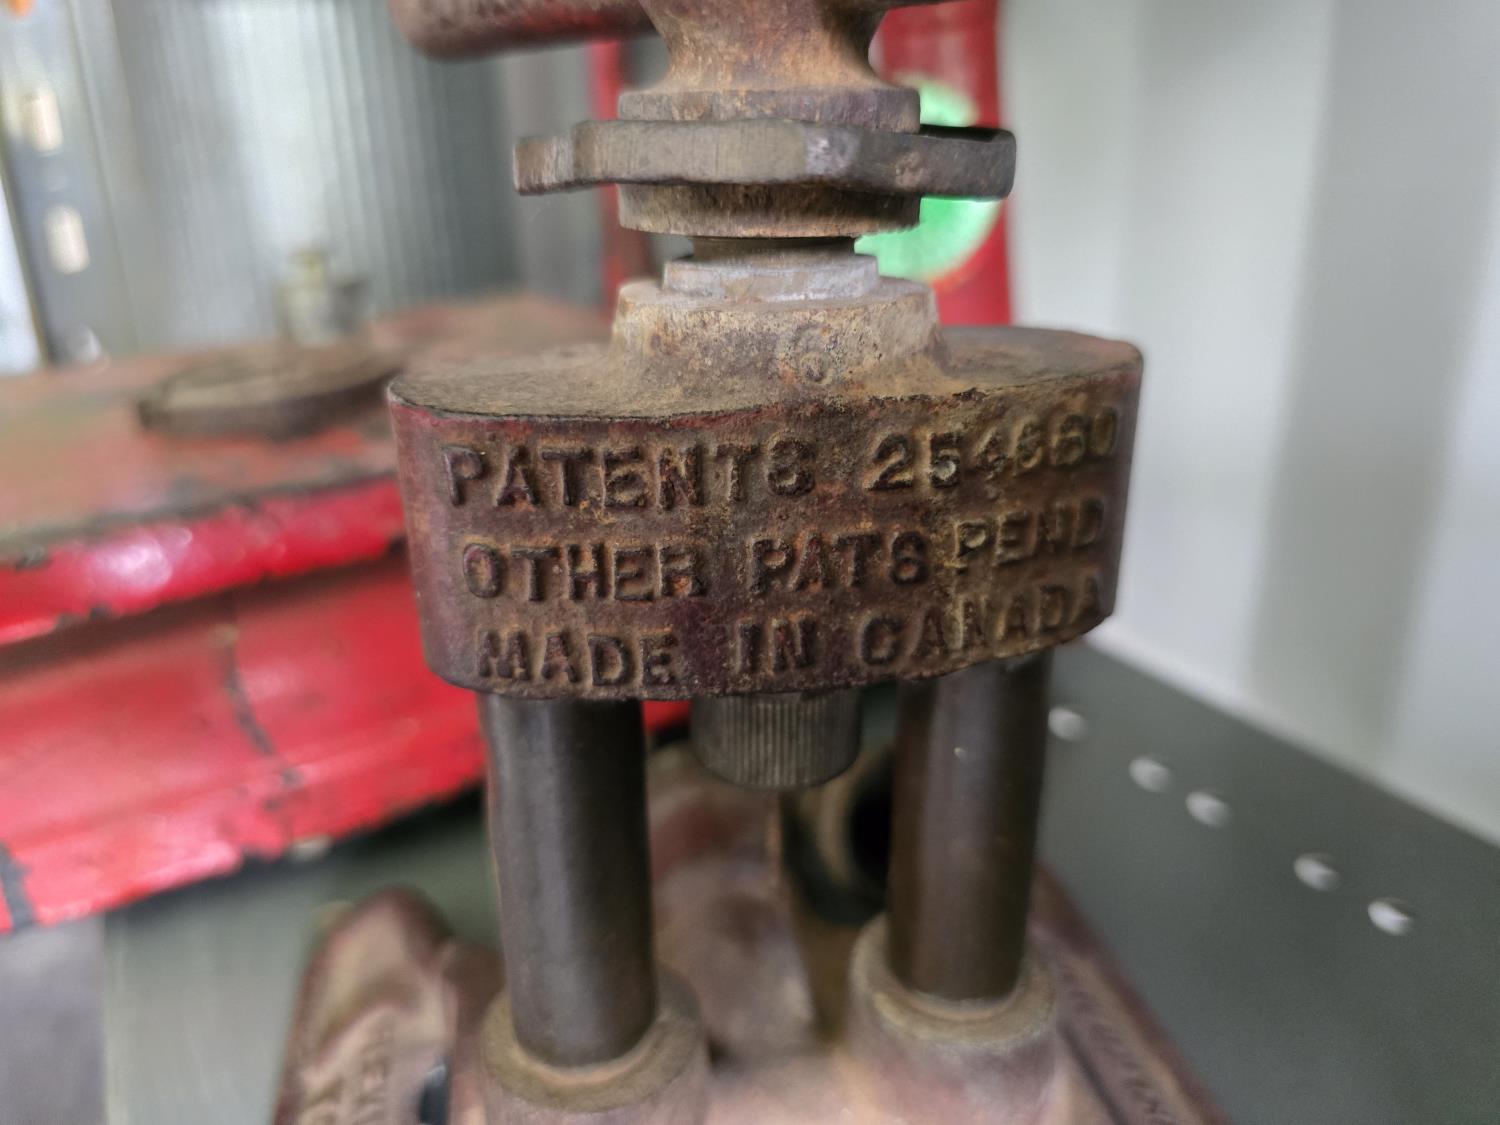 PATENTS 254660
OTHER PATS PEND
MADE IN CANADA